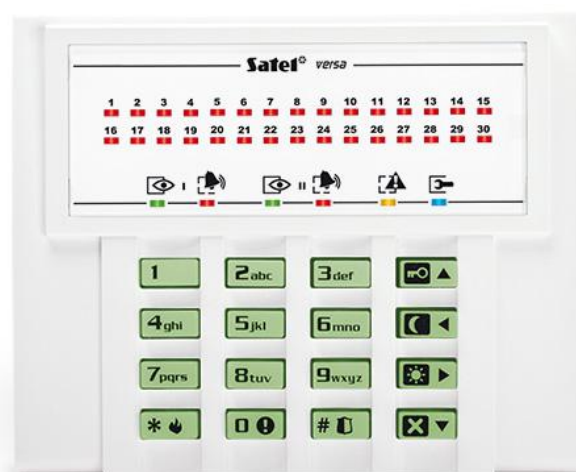 Satel versa
1 2 3 4 5 6 7 8 9 10 11 12 13 14 15
16 17 18 19 20 21 22 23 24 25 26 27 28 29 30
I II
1 2abc 3def
4ghi 5jkl 6mno
7pqrs 8tuv 9wxyz
* 0 #